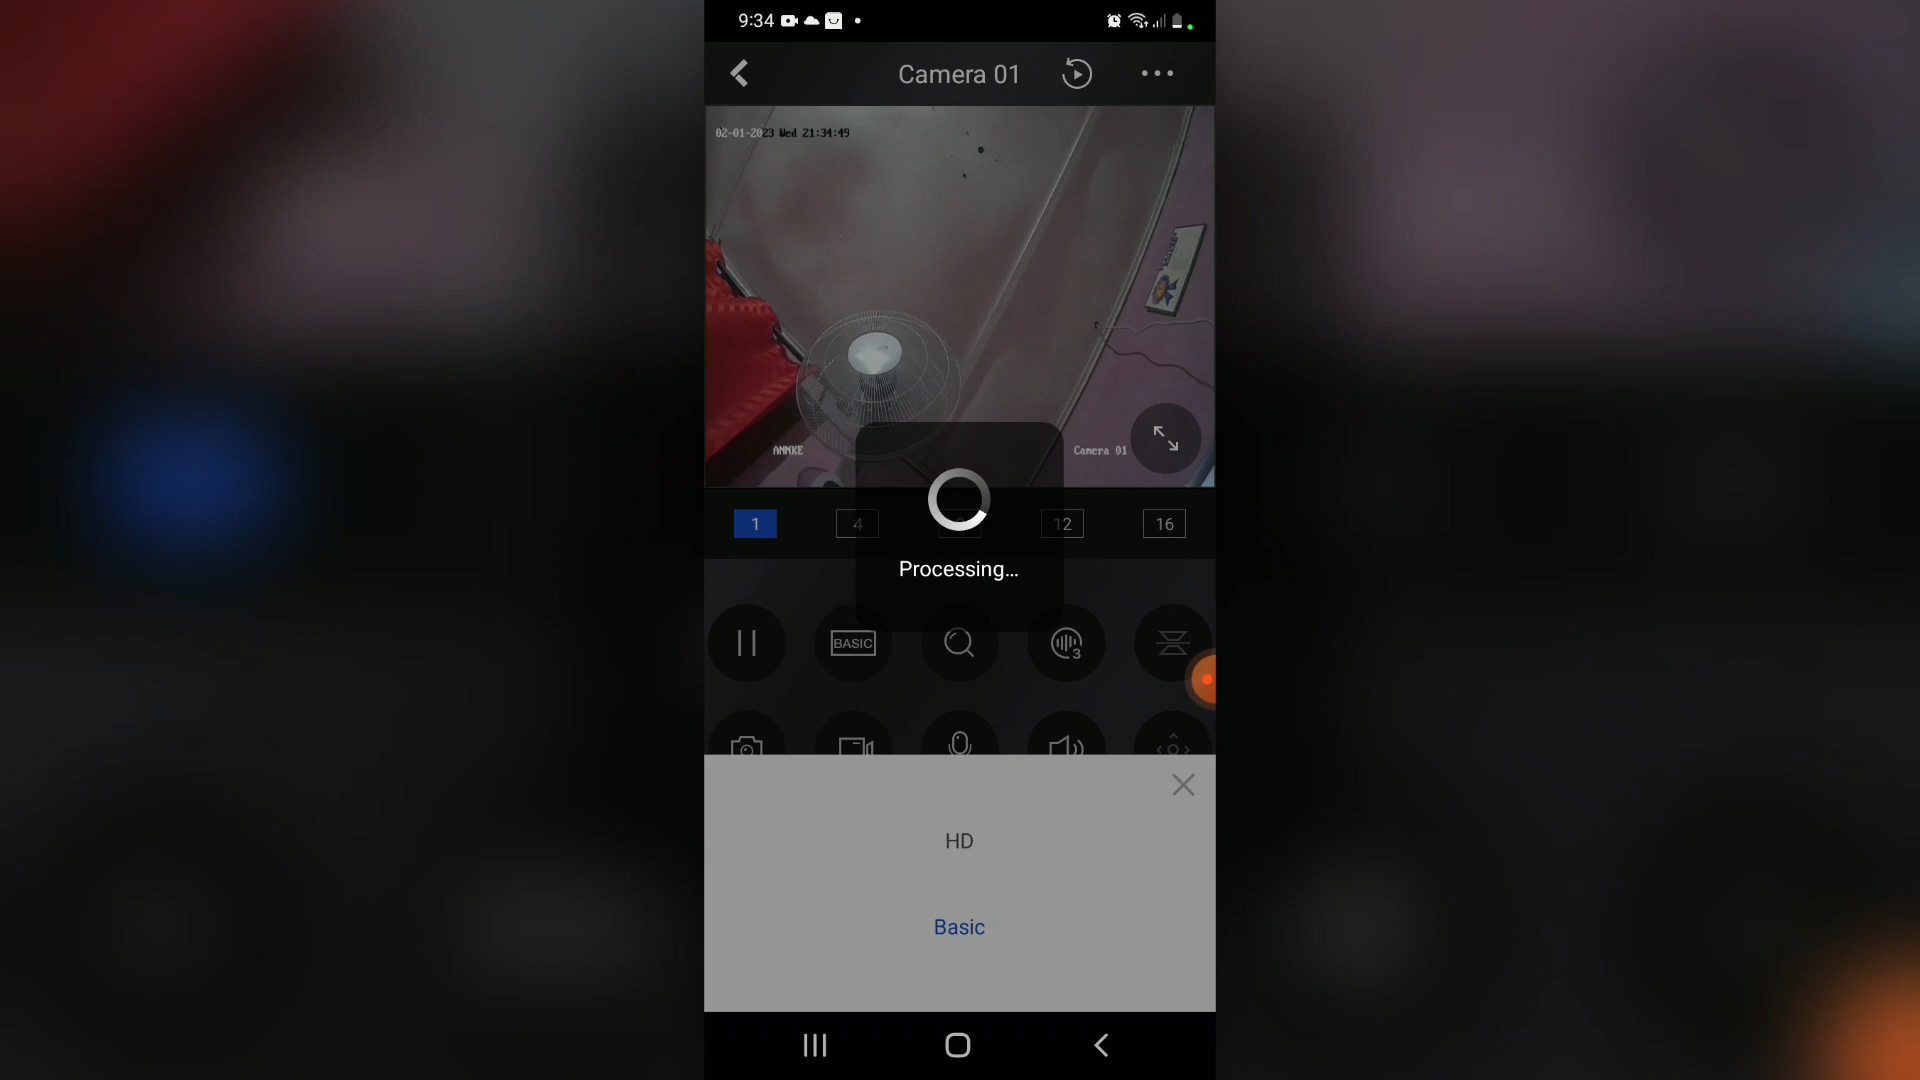 9:34
Camera 01
02-01-2023 Wed 21:34:49
ANNKE
Camera 01
1
4
12
16
Processing...
BASIC
3
HD
Basic